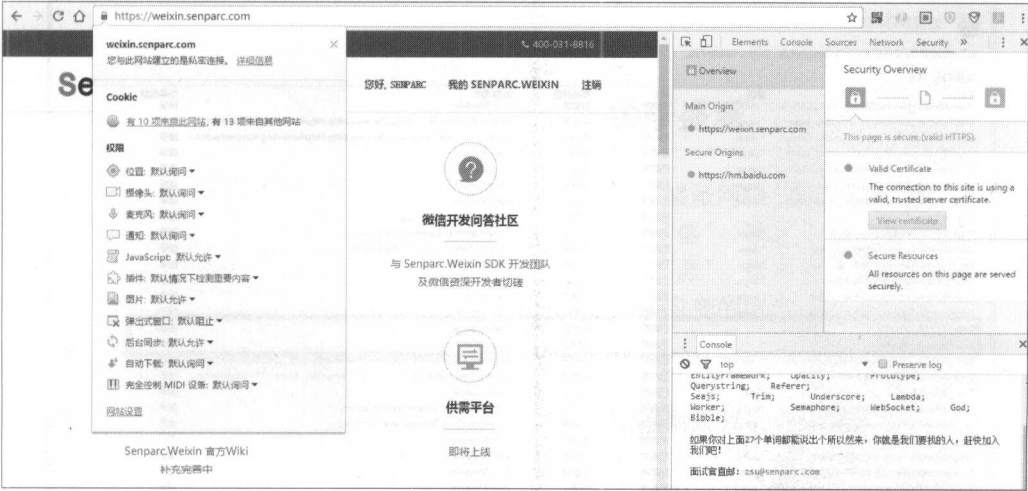 https://weixin.senparc.com
weixin.senparc.com
您与此网站建立的是私密连接。 详细信息
Cookie
有 10 项来自此网站, 有 13 项来自其他网站
权限
位置: 默认询问
摄像头: 默认询问
麦克风: 默认询问
通知: 默认询问
JavaScript: 默认允许
插件: 默认情况下检测重要内容
图片: 默认允许
弹出式窗口: 默认阻止
后台同步: 默认允许
自动下载: 默认询问
完全控制 MIDI 设备: 默认询问
网站设置
Se
400-031-8816
您好, SENPARC 我的 SENPARC.WEIXIN 注销
微信开发问答社区
与 Senparc.Weixin SDK 开发团队
及微信资深开发者切磋
供需平台
即将上线
Senparc.Weixin 官方Wiki
补充完善中
Elements Console Sources Network Security »
Overview
Main Origin
https://weixin.senparc.com
Secure Origins
https://hm.baidu.com
Security Overview
This page is secure (valid HTTPS).
Valid Certificate
The connection to this site is using a
valid, trusted server certificate.
View certificate
Secure Resources
All resources on this page are served
securely.
Console
top Preserve log
EntityFramework; Opacity; Prototype;
Querystring; Referer;
Seajs; Trim; Underscore; Lambda;
Worker; Semaphore; WebSocket; God;
Bibble;
如果你对上面27个单词都能说出个所以然来，你就是我们要找的人，赶快加入
我们吧！
面试官直邮: zsu@senparc.com